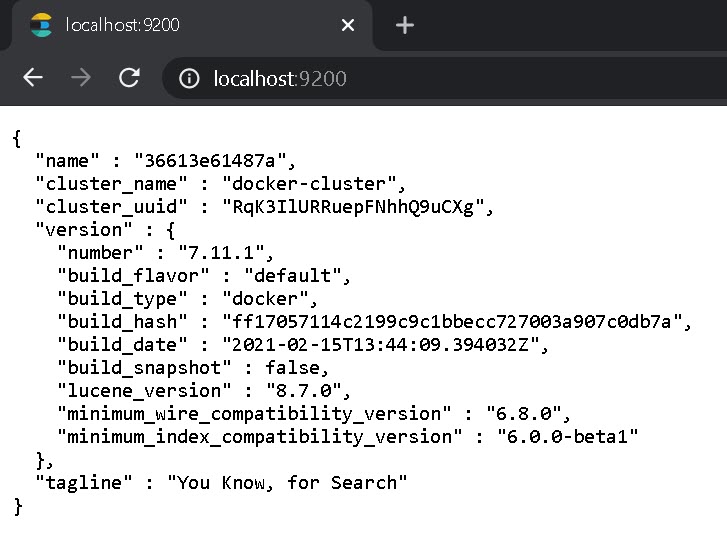 localhost:9200
localhost:9200
{
  "name" : "36613e61487a",
  "cluster_name" : "docker-cluster",
  "cluster_uuid" : "RqK3IlURRuepFNhhQ9uCXg",
  "version" : {
    "number" : "7.11.1",
    "build_flavor" : "default",
    "build_type" : "docker",
    "build_hash" : "ff17057114c2199c9c1bbecc727003a907c0db7a",
    "build_date" : "2021-02-15T13:44:09.394032Z",
    "build_snapshot" : false,
    "lucene_version" : "8.7.0",
    "minimum_wire_compatibility_version" : "6.8.0",
    "minimum_index_compatibility_version" : "6.0.0-beta1"
  },
  "tagline" : "You Know, for Search"
}